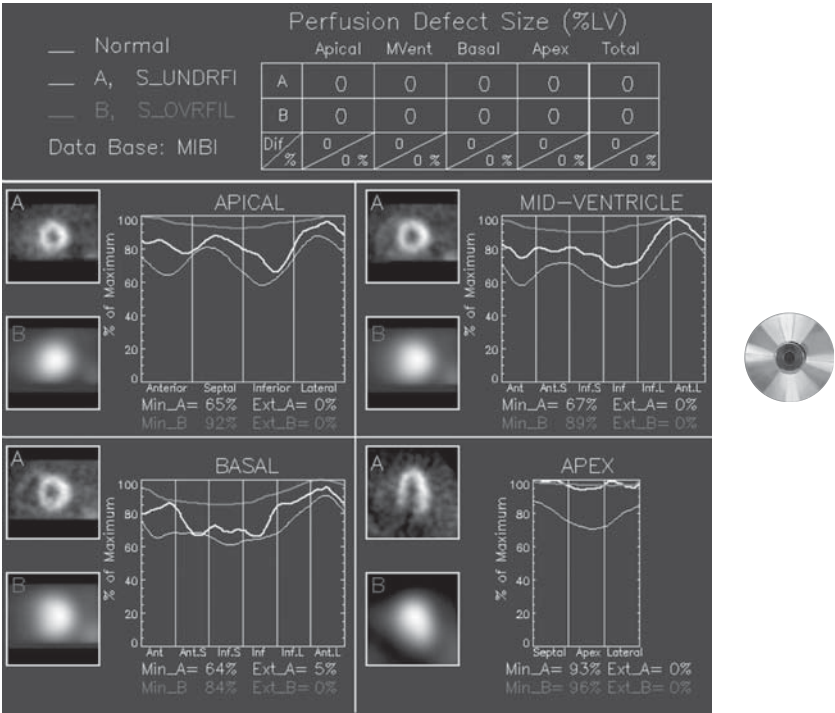 Perfusion Defect Size (%LV)
Normal
A, S_UNDRFI
B, S_OVRFIL
Data Base: MIBI
Apical MVent Basal Apex Total
A 0 0 0 0 0
B 0 0 0 0 0
Dif % 0 0 % 0 0 % 0 0 % 0 0 % 0 0 %
A
B
APICAL
% of Maximum
100
80
60
40
20
0
Anterior Septal Inferior Lateral
Min_A= 65% Ext_A= 0%
Min_B 92% Ext_B= 0%
A
B
MID-VENTRICLE
% of Maximum
100
80
60
40
20
0
Ant Ant.S Inf.S Inf Inf.L Ant.L
Min_A= 67% Ext_A= 0%
Min_B 89% Ext_B= 0%
A
B
BASAL
% of Maximum
100
80
60
40
20
0
Ant Ant.S Inf.S Inf Inf.L Ant.L
Min_A= 64% Ext_A= 5%
Min_B 84% Ext_B= 0%
A
B
APEX
% of Maximum
100
80
60
40
20
0
Septal Apex Lateral
Min_A= 93% Ext_A= 0%
Min_B= 96% Ext_B= 0%